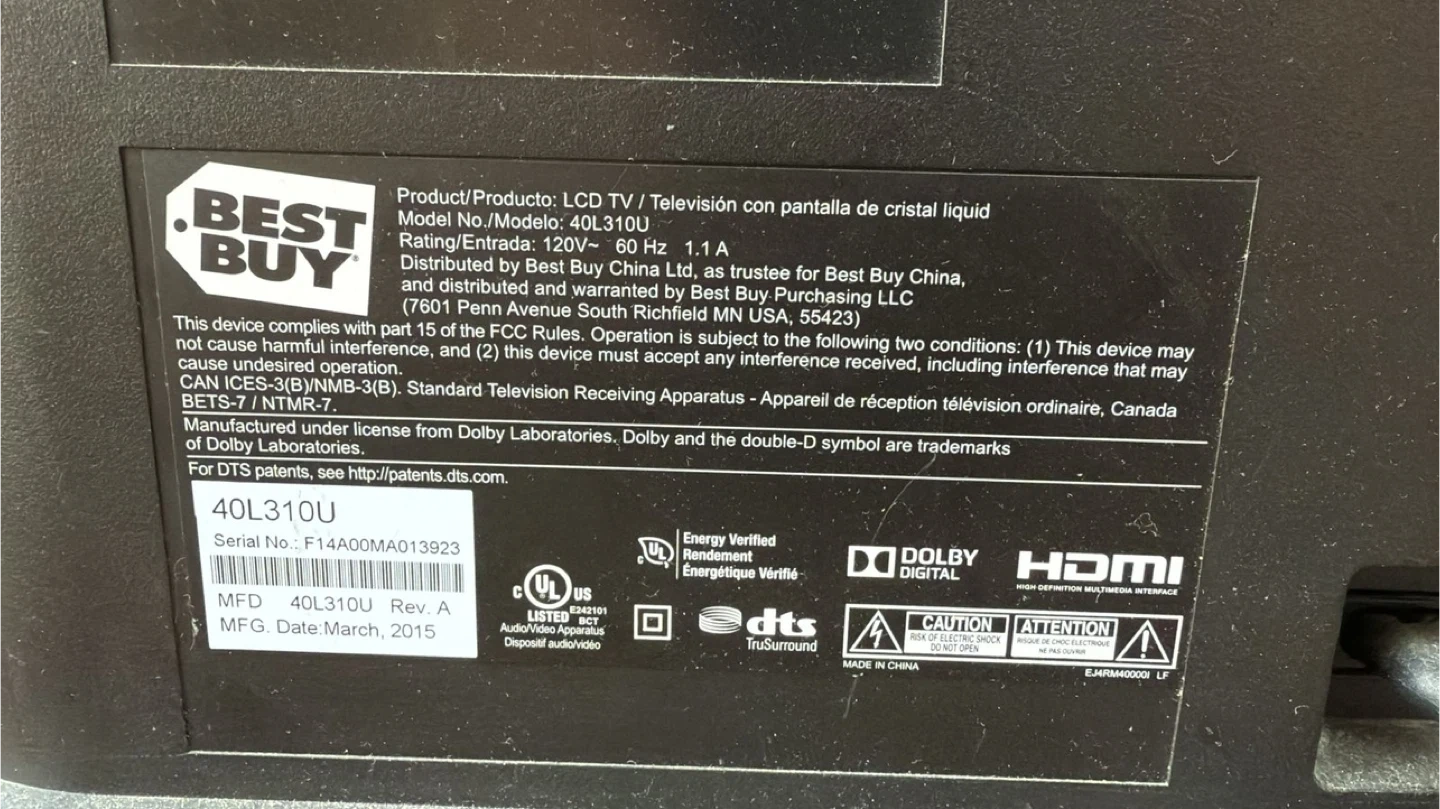 BEST
BUY®
Product/Producto: LCD TV / Televisión con pantalla de cristal liquid
Model No./Modelo: 40L310U
Rating/Entrada: 120V~ 60 Hz 1.1 A
Distributed by Best Buy China Ltd, as trustee for Best Buy China,
and distributed and warranted by Best Buy Purchasing LLC
(7601 Penn Avenue South Richfield MN USA, 55423)
This device complies with part 15 of the FCC Rules. Operation is subject to the following two conditions: (1) This device may
not cause harmful interference, and (2) this device must accept any interference received, including interference that may
cause undesired operation.
CAN ICES-3(B)/NMB-3(B). Standard Television Receiving Apparatus - Appareil de réception télévision ordinaire, Canada
BETS-7 / NTMR-7.
Manufactured under license from Dolby Laboratories. Dolby and the double-D symbol are trademarks
of Dolby Laboratories.
For DTS patents, see http://patents.dts.com.
40L310U
Serial No.: F14A00MA013923
MFD 40L310U Rev. A
MFG. Date:March, 2015
c UL US
LISTED E242101
BCT
Audio/Video Apparatus
Dispositif audio/vidéo
c UL
Energy Verified
Rendement
Énergétique Vérifié
dts
TruSurround
DOLBY
DIGITAL
HDMI
HIGH-DEFINITION MULTIMEDIA INTERFACE
CAUTION
RISK OF ELECTRIC SHOCK
DO NOT OPEN
ATTENTION
RISQUE DE CHOC ELECTRIQUE
NE PAS OUVRIR
MADE IN CHINA
EJ4RM40000I LF